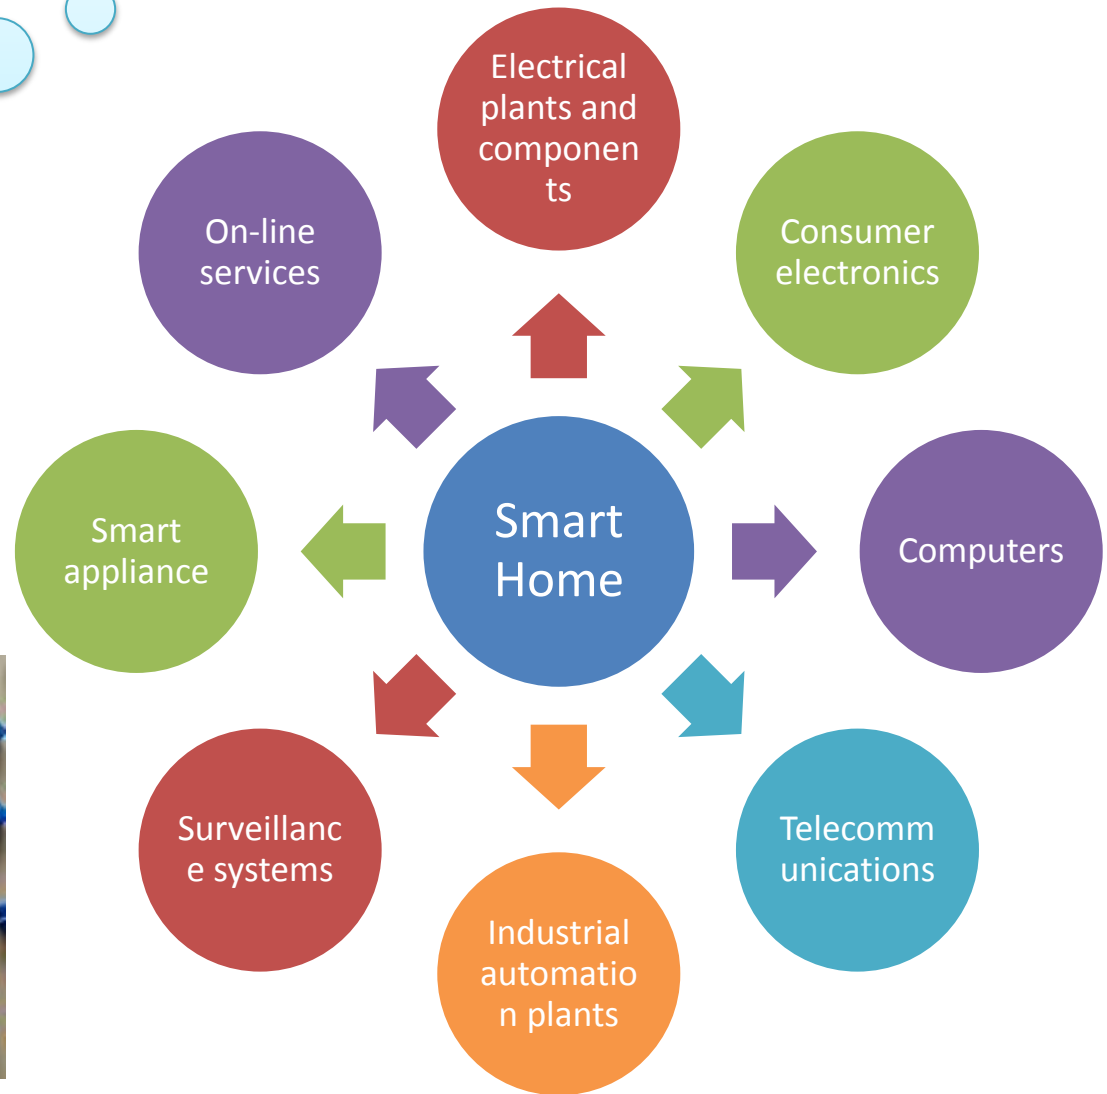 Electrical
plants and
componen
ts
Consumer
electronics
Computers
Telecomm
unications
Industrial
automatio
n plants
Surveillanc
e systems
Smart
appliance
On-line
services
Smart
Home